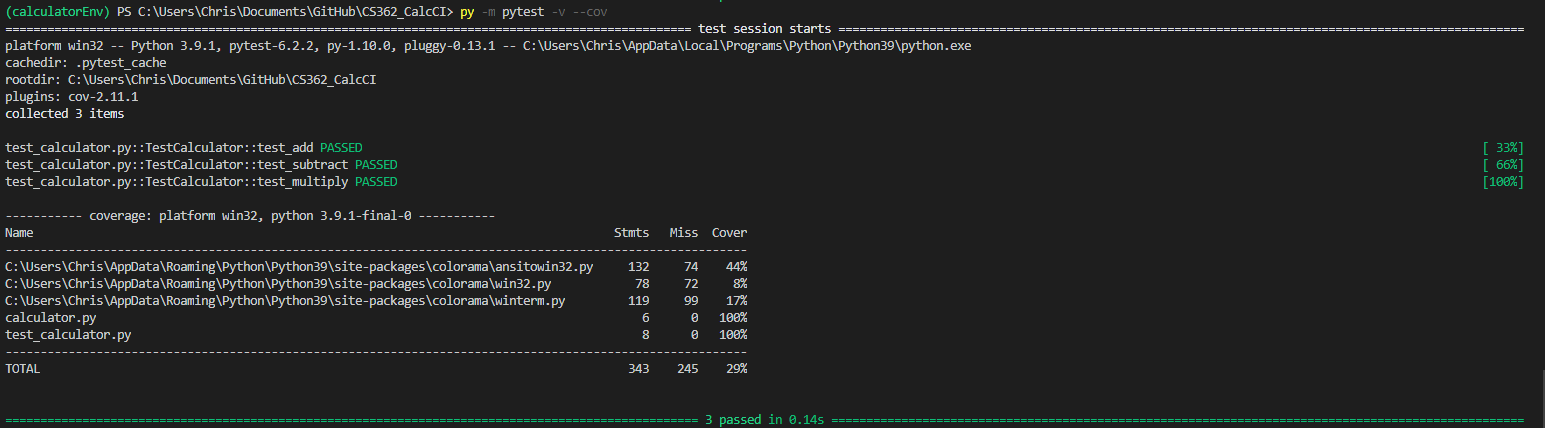 (calculatorEnv) PS C:\Users\Chris\Documents\GitHub\CS362_CalcCI> py -m pytest -v --cov
================================================================================================== test session starts ==================================================================================================
platform win32 -- Python 3.9.1, pytest-6.2.2, py-1.10.0, pluggy-0.13.1 -- C:\Users\Chris\AppData\Local\Programs\Python\Python39\python.exe
cachedir: .pytest_cache
rootdir: C:\Users\Chris\Documents\GitHub\CS362_CalcCI
plugins: cov-2.11.1
collected 3 items
test_calculator.py::TestCalculator::test_add PASSED [ 33%]
test_calculator.py::TestCalculator::test_subtract PASSED [ 66%]
test_calculator.py::TestCalculator::test_multiply PASSED [100%]
----------- coverage: platform win32, python 3.9.1-final-0 -----------
Name Stmts Miss Cover
----------------------------------------------------------------------------------------------------------
C:\Users\Chris\AppData\Roaming\Python\Python39\site-packages\colorama\ansitowin32.py 132 74 44%
C:\Users\Chris\AppData\Roaming\Python\Python39\site-packages\colorama\win32.py 78 72 8%
C:\Users\Chris\AppData\Roaming\Python\Python39\site-packages\colorama\winterm.py 119 99 17%
calculator.py 6 0 100%
test_calculator.py 8 0 100%
----------------------------------------------------------------------------------------------------------
TOTAL 343 245 29%
=================================================================================================== 3 passed in 0.14s ===================================================================================================